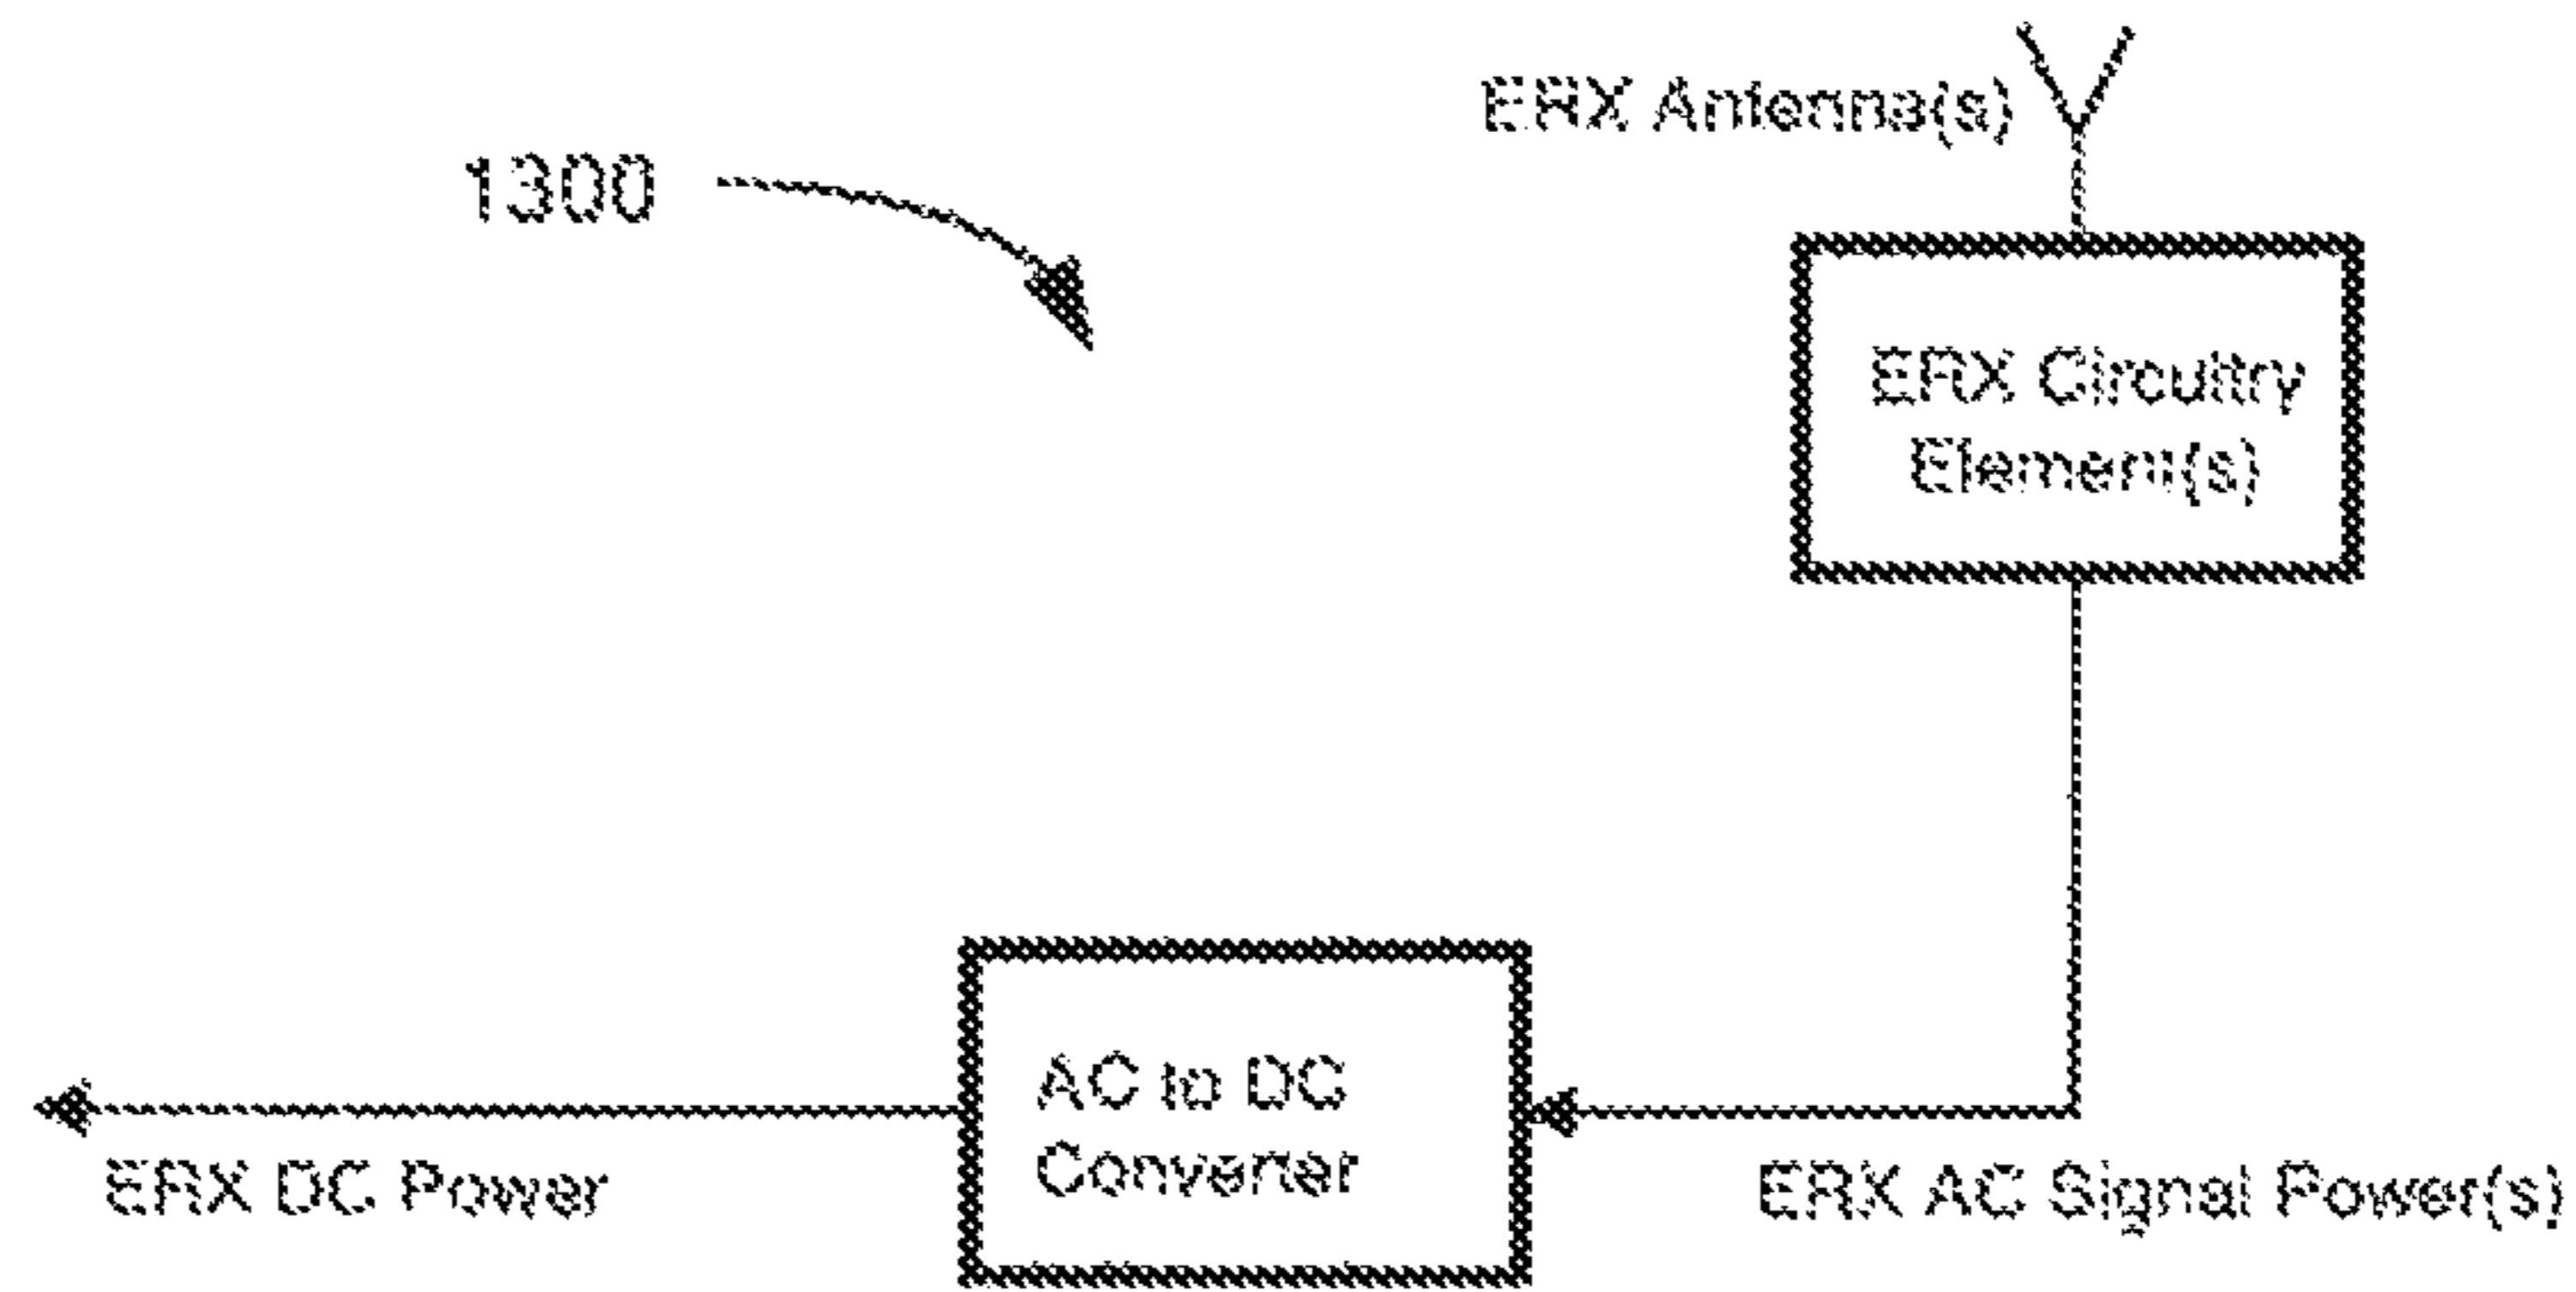 ERX Antenna(s)
1300
ERX Circuitry
Element(s)
AC to DC
Converter
ERX DC Power
ERX AC Signal Power(s)